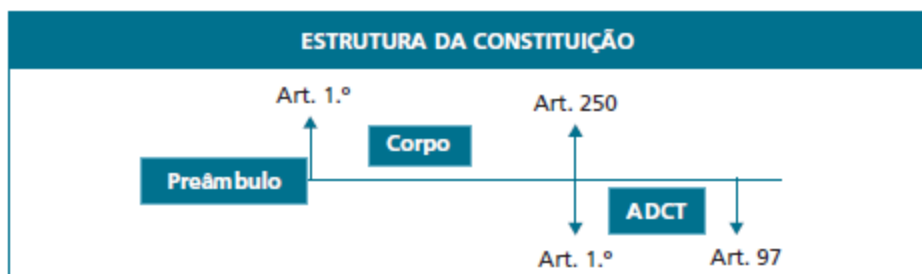 ESTRUTURA DA CONSTITUIÇÃO
Art. 1.º
Art. 250
Corpo
Preâmbulo
ADCT
Art. 1.º
Art. 97